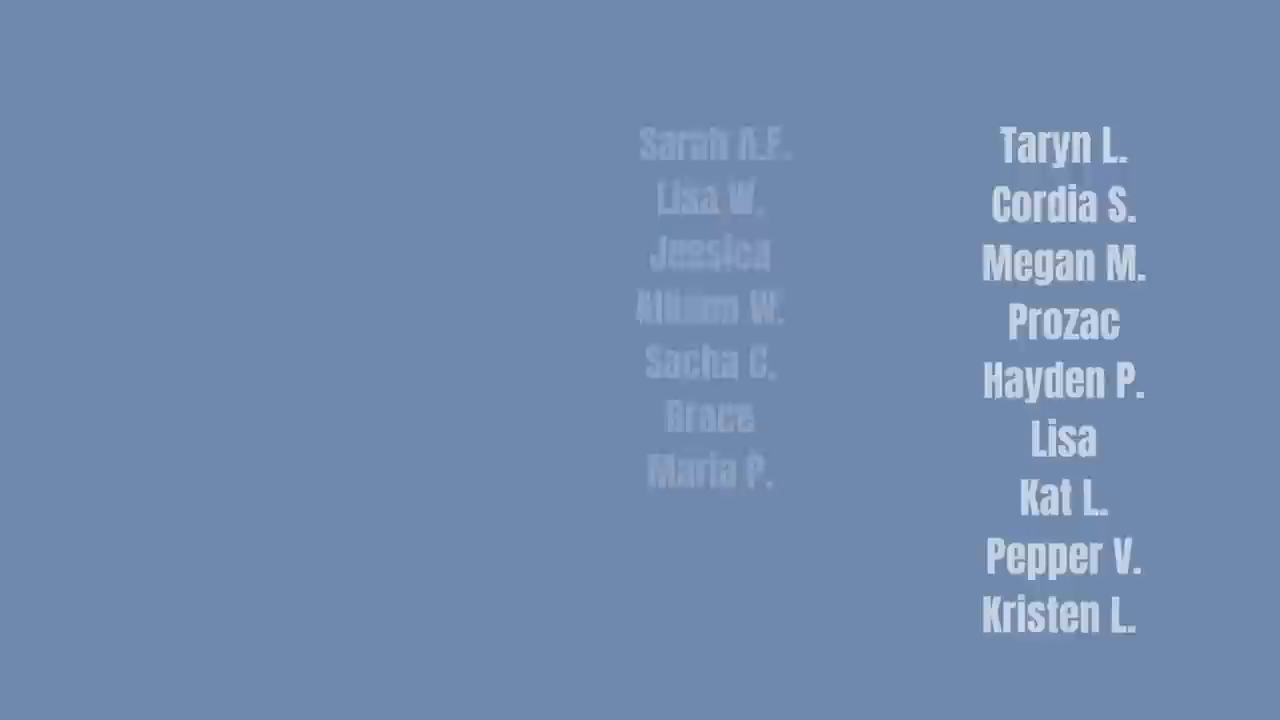 Sarah A.F.
Lisa W.
Jessica
W.
Sacha C.
Grace
Maria P.
Taryn L.
Cordia S.
Megan M.
Prozac
Hayden P.
Lisa
Kat L.
Pepper V.
Kristen L.